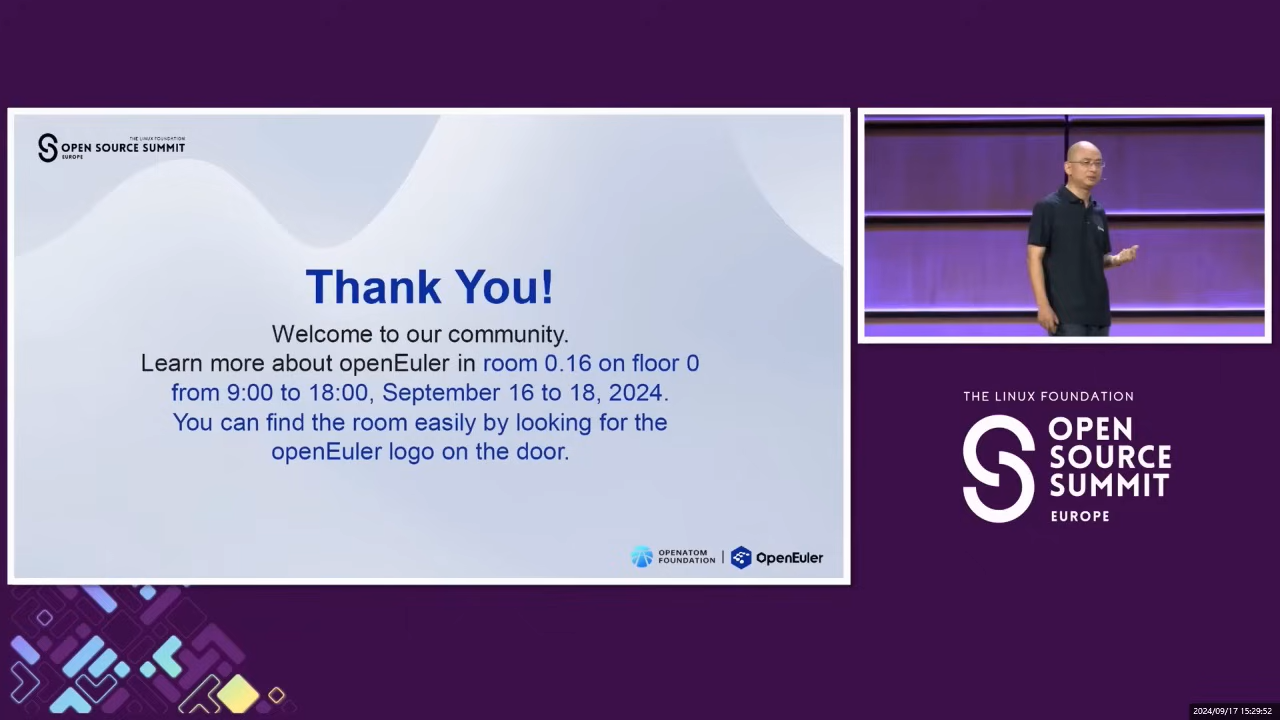 THE LINUX FOUNDATION
OPEN SOURCE SUMMIT
EUROPE
Thank You!
Welcome to our community.
Learn more about openEuler in room 0.16 on floor 0
from 9:00 to 18:00, September 16 to 18, 2024.
You can find the room easily by looking for the
openEuler logo on the door.
OPENATOM
FOUNDATION
OpenEuler
THE LINUX FOUNDATION
OPEN
SOURCE
SUMMIT
EUROPE
2024/09/17 15:29:52